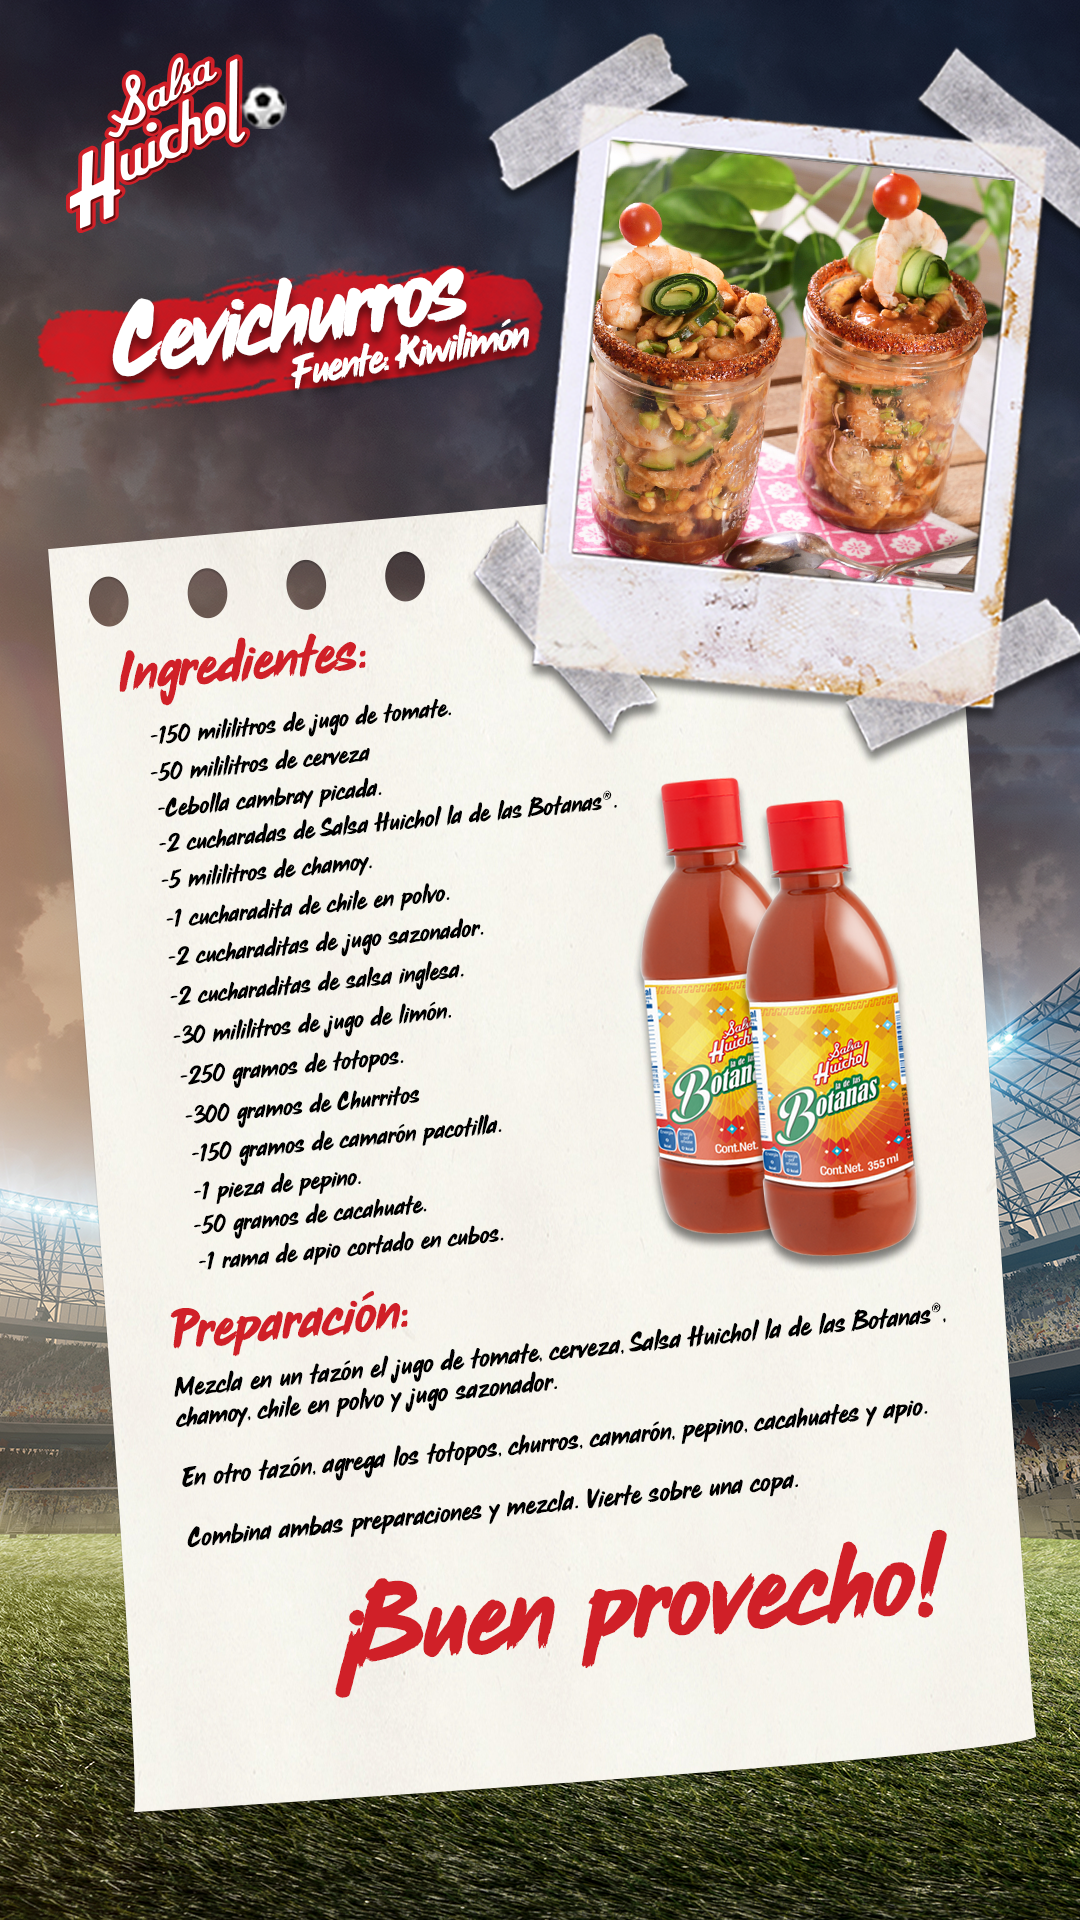 Salsa
Huichol
Cevichurros
Fuente: Kiwilimón
Ingredientes:
-150 mililitros de jugo de tomate.
-50 mililitros de cerveza
-Cebolla cambray picada.
-2 cucharadas de Salsa Huichol la de las Botanas®.
-5 mililitros de chamoy.
-1 cucharadita de chile en polvo.
-2 cucharaditas de jugo sazonador.
-2 cucharaditas de salsa inglesa.
-30 mililitros de jugo de limón.
-250 gramos de totopos.
-300 gramos de Churritos
-150 gramos de camarón pacotilla.
-1 pieza de pepino.
-50 gramos de cacahuate.
-1 rama de apio cortado en cubos.
Salsa
Huichol
la de las
Botanas
Cont.Net. 355 ml
Cont.Net.
Preparación:
Mezcla en un tazón el jugo de tomate, cerveza, Salsa Huichol la de las Botanas®,
chamoy, chile en polvo y jugo sazonador.
En otro tazón, agrega los totopos, churros, camarón, pepino, cacahuates y apio.
Combina ambas preparaciones y mezcla. Vierte sobre una copa.
¡Buen provecho!